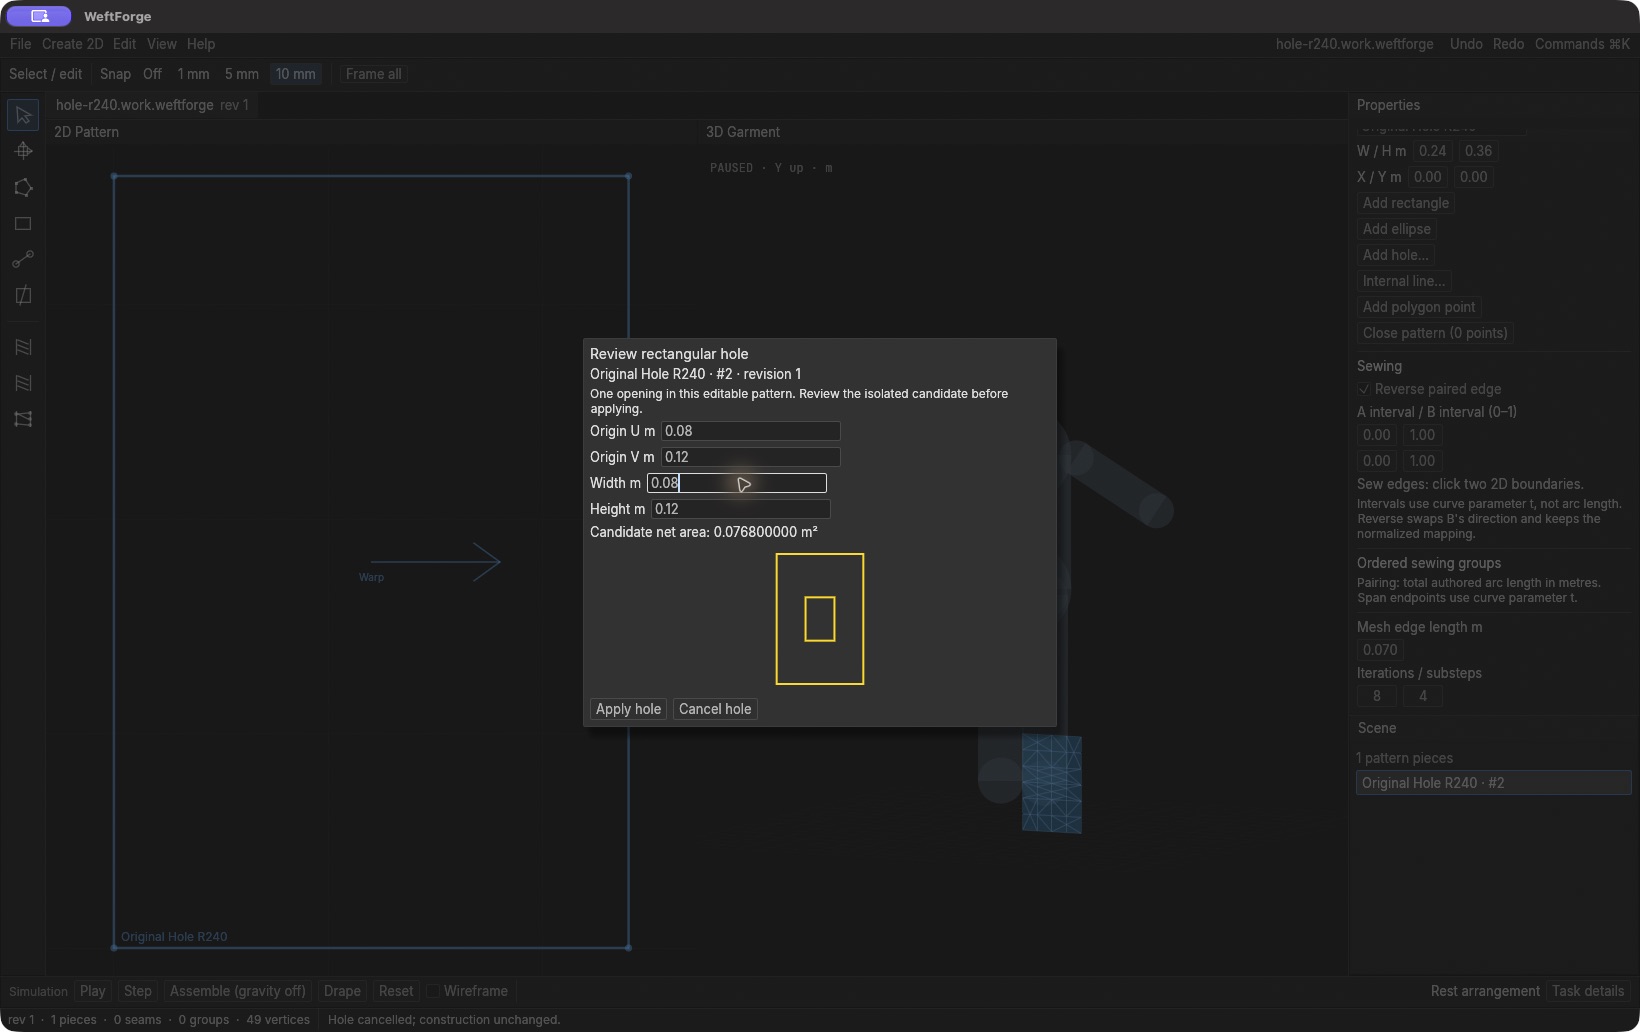 WeftForge
File Create 2D Edit View Help
hole-r240.work.weftforge Undo Redo Commands ⌘K
Select / edit Snap Off 1 mm 5 mm 10 mm Frame all
hole-r240.work.weftforge rev 1
2D Pattern
Warp
Original Hole R240
3D Garment
PAUSED · Y up · m
Review rectangular hole
Original Hole R240 · #2 · revision 1
One opening in this editable pattern. Review the isolated candidate before
applying.
Origin U m 0.08
Origin V m 0.12
Width m 0.08
Height m 0.12
Candidate net area: 0.076800000 m²
Apply hole Cancel hole
Properties
W / H m 0.24 0.36
X / Y m 0.00 0.00
Add rectangle
Add ellipse
Add hole...
Internal line...
Add polygon point
Close pattern (0 points)
Sewing
Reverse paired edge
A interval / B interval (0–1)
0.00 1.00
0.00 1.00
Sew edges: click two 2D boundaries.
Intervals use curve parameter t, not arc length.
Reverse swaps B's direction and keeps the
normalized mapping.
Ordered sewing groups
Pairing: total authored arc length in metres.
Span endpoints use curve parameter t.
Mesh edge length m
0.070
Iterations / substeps
8 4
Scene
1 pattern pieces
Original Hole R240 · #2
Simulation Play Step Assemble (gravity off) Drape Reset Wireframe
Rest arrangement Task details
rev 1 · 1 pieces · 0 seams · 0 groups · 49 vertices Hole cancelled; construction unchanged.